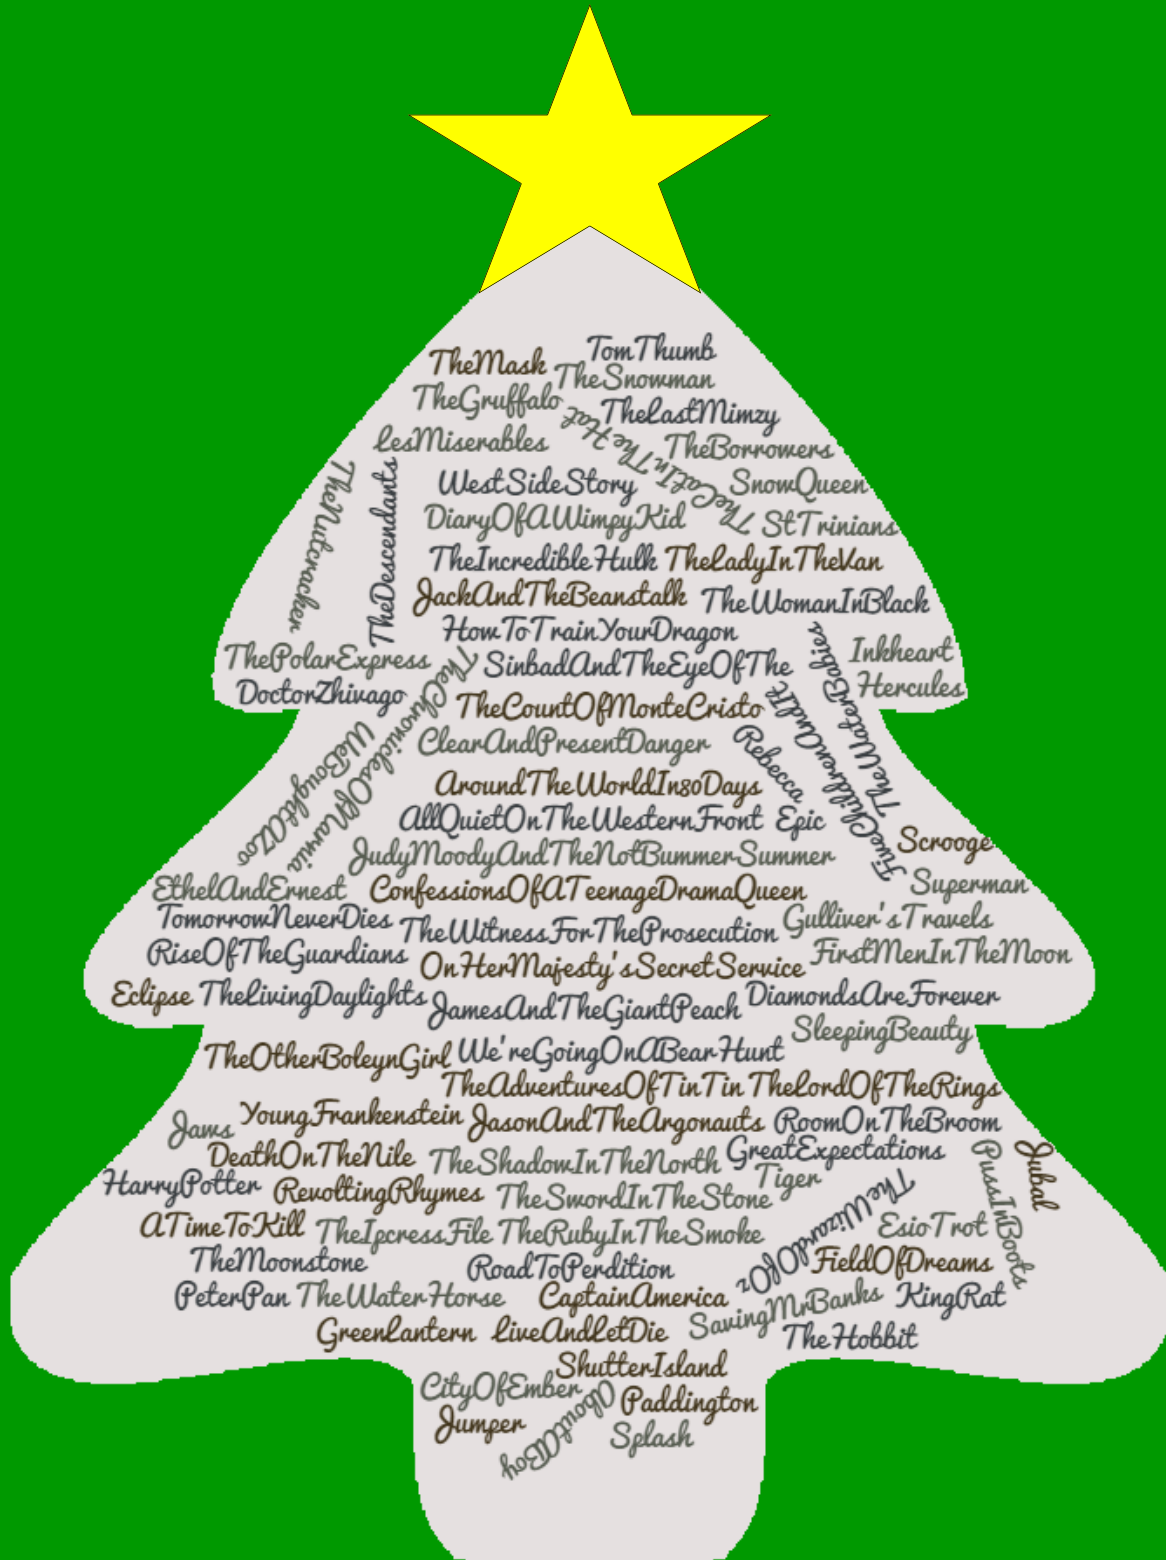 TomThumb
TheMask
TheSnowman
TheGruffalo
TheLastMimzy
TheCatInTheHat
LesMiserables
TheBorrowers
WestSideStory
SnowQueen
TheNutcracker
TheDescendants
DiaryOfAWimpyKid
StTrinians
TheIncredibleHulk
TheLadyInTheVan
JackAndTheBeanstalk
TheWomanInBlack
HowToTrainYourDragon
ThePolarExpress
SinbadAndTheEyeOfThe
Inkheart
DoctorZhivago
TheChroniclesOfNarnia
TheWaterBabies
Hercules
TheCountOfMonteCristo
FiveChildrenAndIt
WeBoughtAZoo
ClearAndPresentDanger
Rebecca
AroundTheWorldIn80Days
AllQuietOnTheWesternFront
Epic
Scrooge
JudyMoodyAndTheNotBummerSummer
EthelAndErnest
ConfessionsOfATeenageDramaQueen
Superman
TomorrowNeverDies
TheWitnessForTheProsecution
Gulliver'sTravels
RiseOfTheGuardians
OnHerMajesty'sSecretService
FirstMenInTheMoon
Eclipse
TheLivingDaylights
JamesAndTheGiantPeach
DiamondsAreForever
SleepingBeauty
TheOtherBoleynGirl
We'reGoingOnABearHunt
TheAdventuresOfTinTin
TheLordOfTheRings
Jaws
YoungFrankenstein
JasonAndTheArgonauts
RoomOnTheBroom
DeathOnTheNile
TheShadowInTheNorth
GreatExpectations
PussInBoots
Jubal
HarryPotter
RevoltingRhymes
TheSwordInTheStone
Tiger
TheWizardOfOz
ATimeToKill
TheIpcressFile
TheRubyInTheSmoke
EsioTrot
TheMoonstone
RoadToPerdition
FieldOfDreams
PeterPan
TheWaterHorse
CaptainAmerica
SavingMrBanks
KingRat
GreenLantern
LiveAndLetDie
TheHobbit
ShutterIsland
CityOfEmber
AboutABoy
Paddington
Jumper
Splash